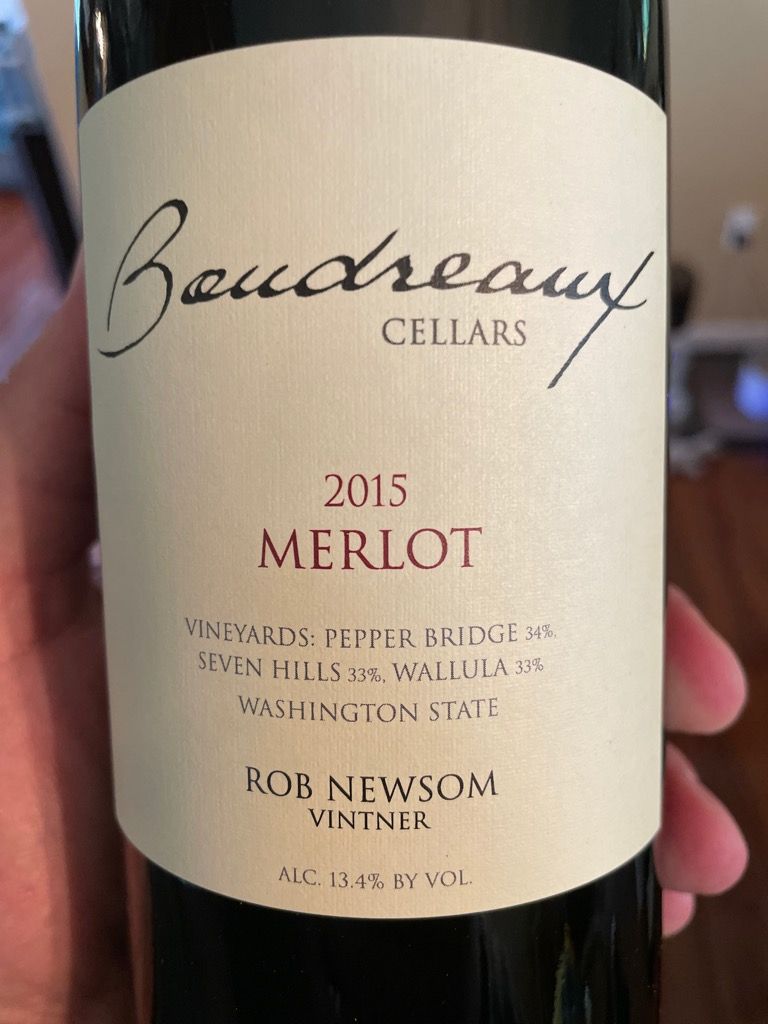 Boudreaux
CELLARS
2015
MERLOT
VINEYARDS: PEPPER BRIDGE 34%,
SEVEN HILLS 33%, WALLULA 33%
WASHINGTON STATE
ROB NEWSOM
VINTNER
ALC. 13.4% BY VOL.